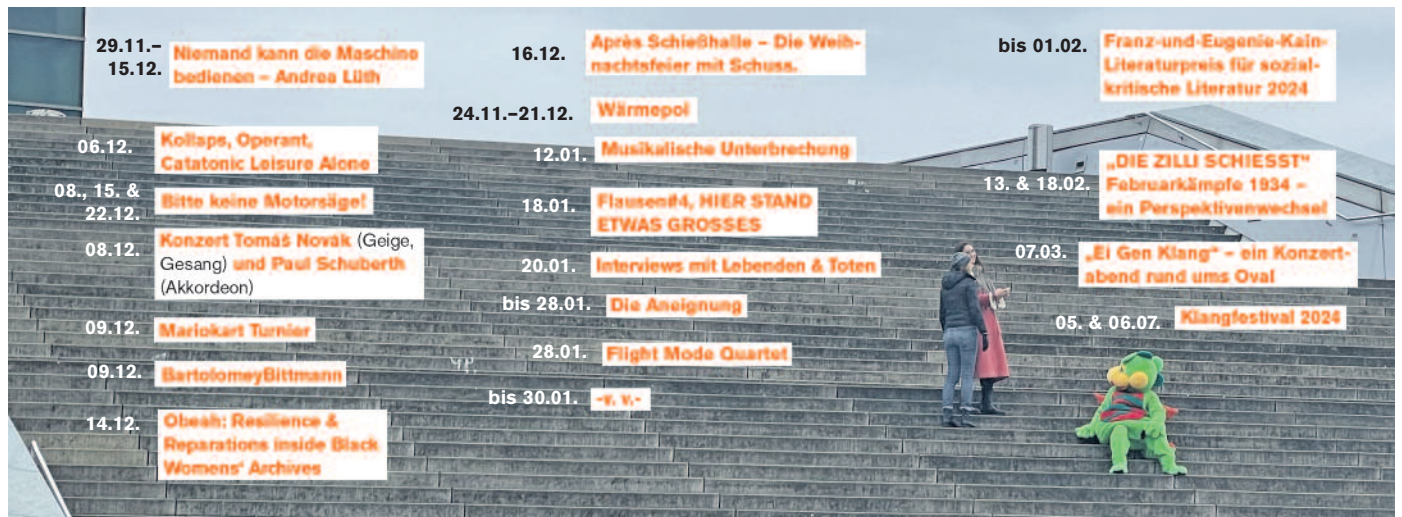 29.11.–
15.12.
Niemand kann die Maschine
bedienen – Andrea Lüth
06.12.
Kollaps, Operant,
Catatonic Leisure Alone
08., 15. &
22.12.
Bitte keine Motorsäge!
08.12.
Konzert Tomáš Novák (Geige,
Gesang) und Paul Schuberth
(Akkordeon)
09.12.
Mariokart Turnier
09.12.
BartolomeyBittmann
14.12.
Obeah: Resilience &
Reparations inside Black
Womens‘ Archives
16.12.
Après Schießhalle – Die Weih-
nachtsfeier mit Schuss.
24.11.–21.12.
Wärmepol
12.01.
Musikalische Unterbrechung
18.01.
Flausen#4, HIER STAND
ETWAS GROSSES
20.01.
Interviews mit Lebenden & Toten
bis 28.01.
Die Aneignung
28.01.
Flight Mode Quartet
bis 30.01.
-v. v.-
bis 01.02.
Franz-und-Eugenie-Kain-
Literaturpreis für sozial-
kritische Literatur 2024
13. & 18.02.
„DIE ZILLI SCHIESST“
Februarkämpfe 1934 –
ein Perspektivenwechsel
07.03.
„Ei Gen Klang“ – ein Konzert-
abend rund ums Oval
05. & 06.07.
Klangfestival 2024